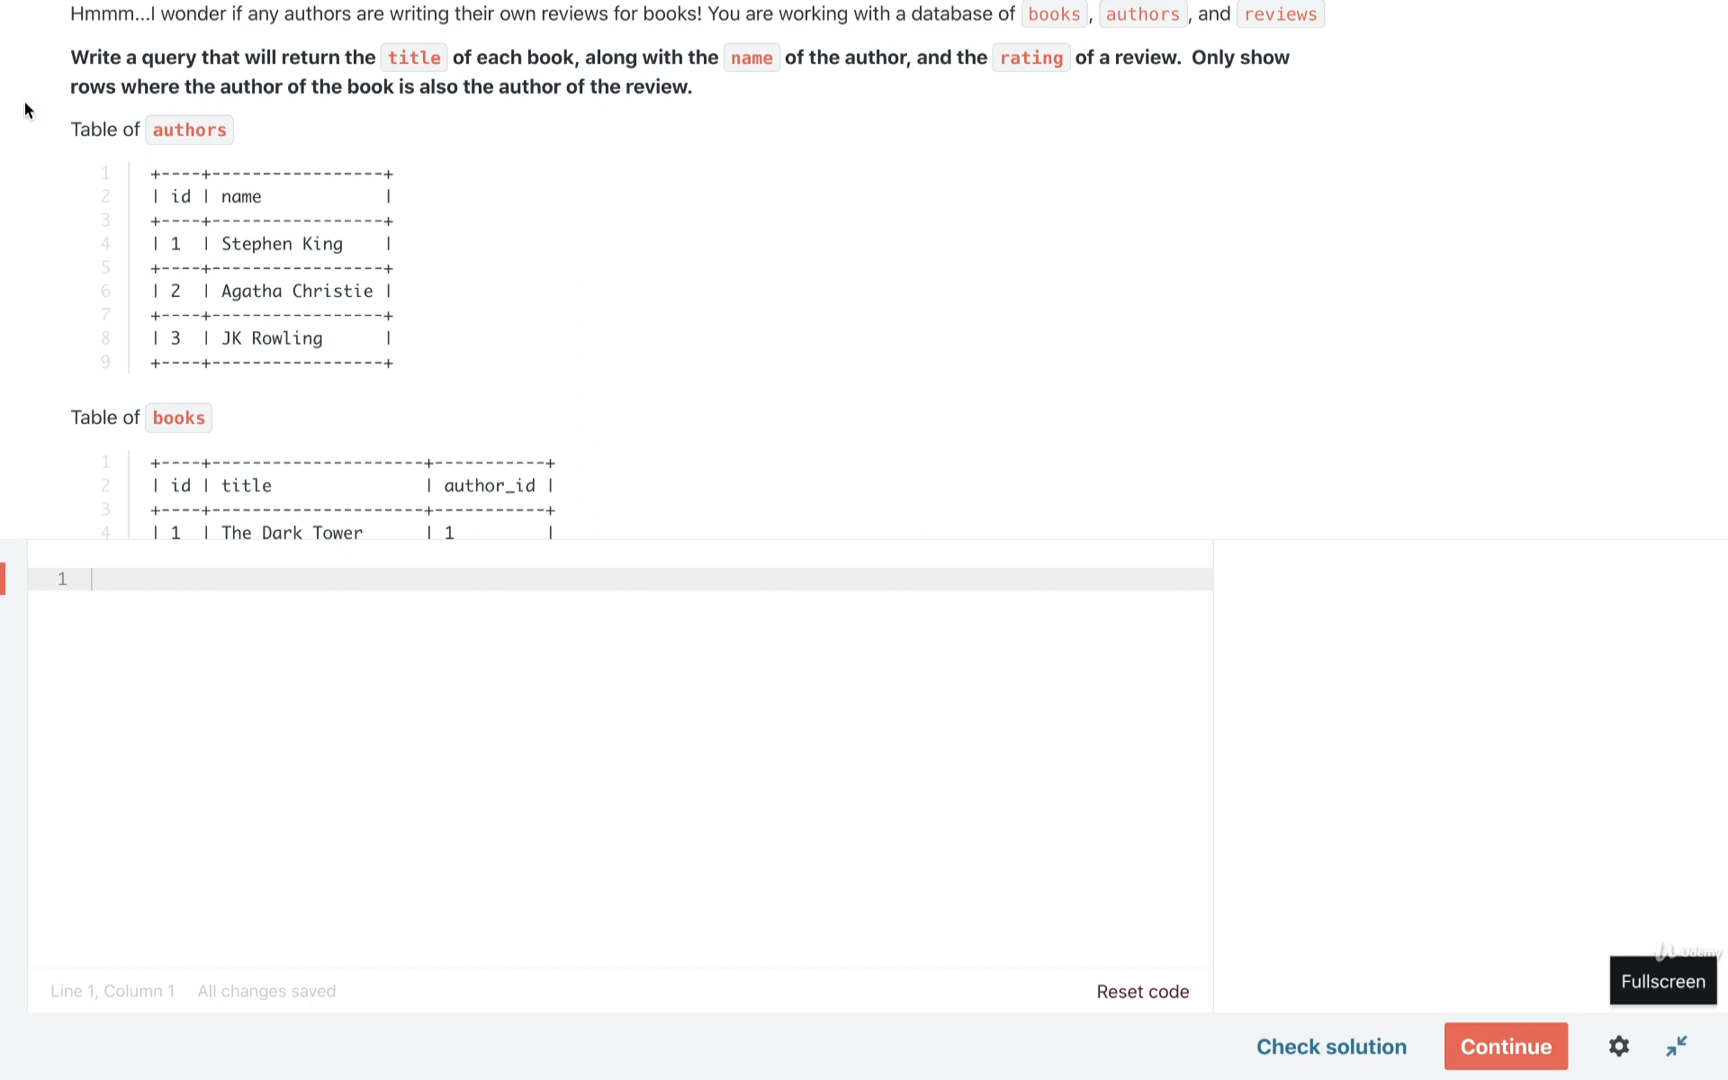 Hmmm...I wonder if any authors are writing their own reviews for books! You are working with a database of books, authors, and reviews
Write a query that will return the title of each book, along with the name of the author, and the rating of a review. Only show
rows where the author of the book is also the author of the review.
Table of authors
1 +----+-----------------+
2 | id | name            |
3 +----+-----------------+
4 | 1  | Stephen King    |
5 +----+-----------------+
6 | 2  | Agatha Christie |
7 +----+-----------------+
8 | 3  | JK Rowling      |
9 +----+-----------------+
Table of books
1 +----+---------------------+-----------+
2 | id | title               | author_id |
3 +----+---------------------+-----------+
4 | 1  | The Dark Tower      | 1         |
1
Udemy
Fullscreen
Line 1, Column 1 All changes saved Reset code
Check solution Continue